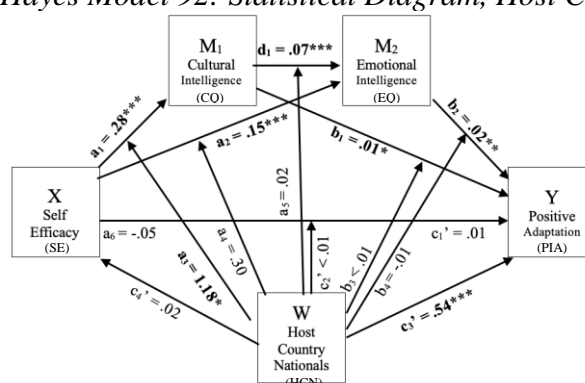 Hayes Model 92: Statistical Diagram, Host C
M₁
Cultural
Intelligence
(CQ)
d₁ = .07***
M₂
Emotional
Intelligence
(EQ)
a₁ = .28***
a₂ = .15***
b₁ = .01*
b₂ = .02**
X
Self
Efficacy
(SE)
a₅ = .02
Y
Positive
Adaptation
(PIA)
a₆ = -.05
c₁’ = .01
a₃ = 1.18*
a₄ = .30
c₂’ < .01
b₃ < .01
b₄ = -.01
c₄’ = .02
c₃’ = .54***
W
Host
Country
Nationals
(HCN)